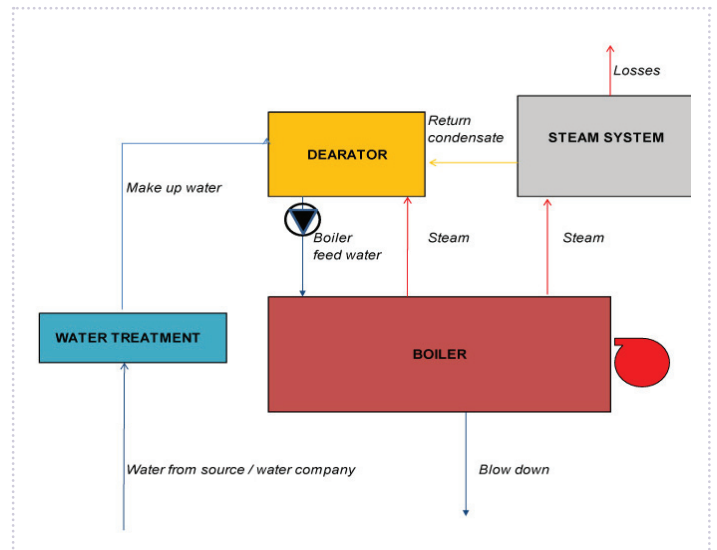 Losses
Return
condensate
STEAM SYSTEM
DEARATOR
Make up water
Boiler
feed water
Steam
Steam
WATER TREATMENT
BOILER
Water from source / water company
Blow down